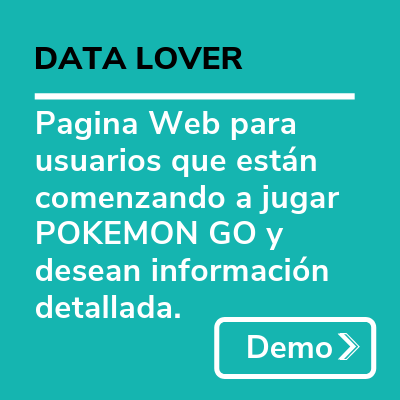 DATA LOVER
Pagina Web para
usuarios que están
comenzando a jugar
POKEMON GO y
desean información
detallada.
Demo